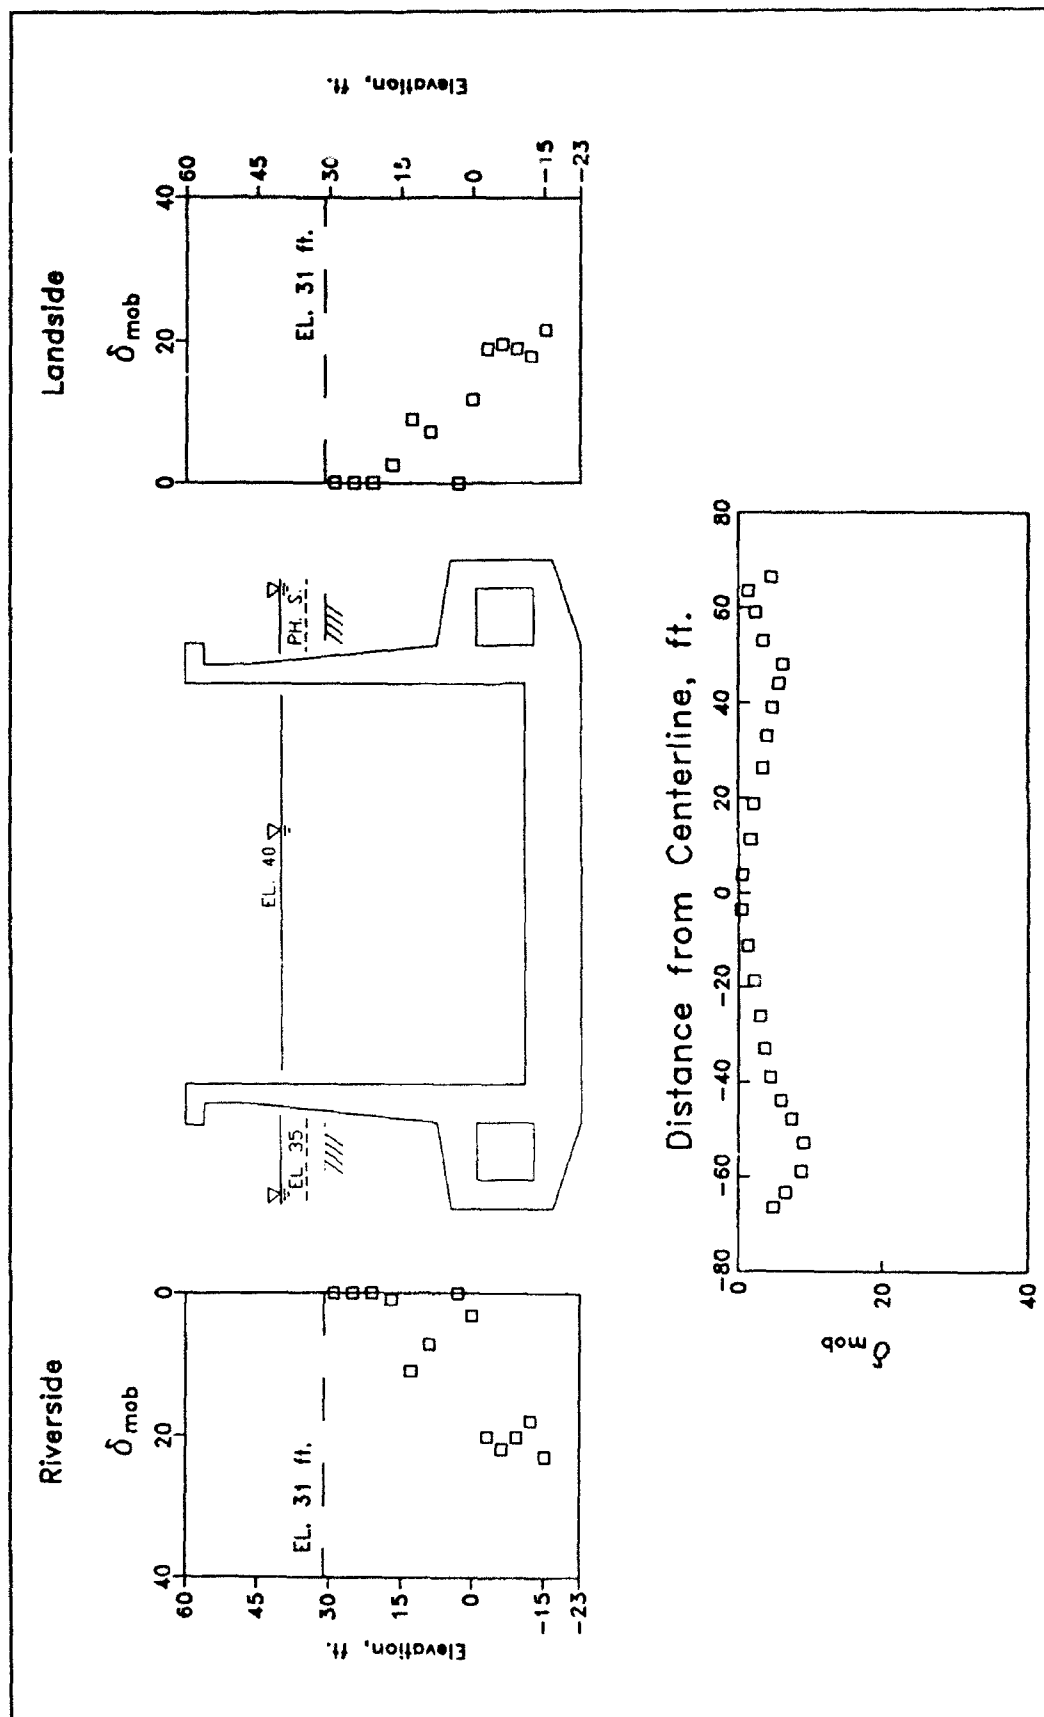 Riverside
δmob
40
20
0
60
45
30
15
0
-15
-23
Elevation, ft.
EL. 31 ft.
EL 35
EL. 40
PH. S.
Landside
δmob
0
20
40
60
45
30
15
0
-15
-23
Elevation, ft.
EL. 31 ft.
Distance from Centerline, ft.
-80
-60
-40
-20
0
20
40
60
80
0
20
40
δmob